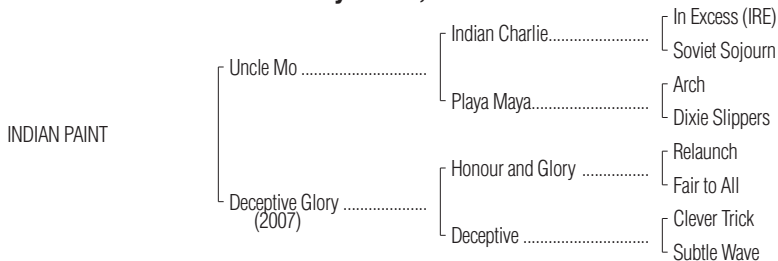 In Excess (IRE)
Indian Charlie........................
Soviet Sojourn
Uncle Mo ..............................
Arch
Playa Maya............................
Dixie Slippers
INDIAN PAINT
Relaunch
Honour and Glory ................
Fair to All
Deceptive Glory ....................
(2007)
Clever Trick
Deceptive ..............................
Subtle Wave